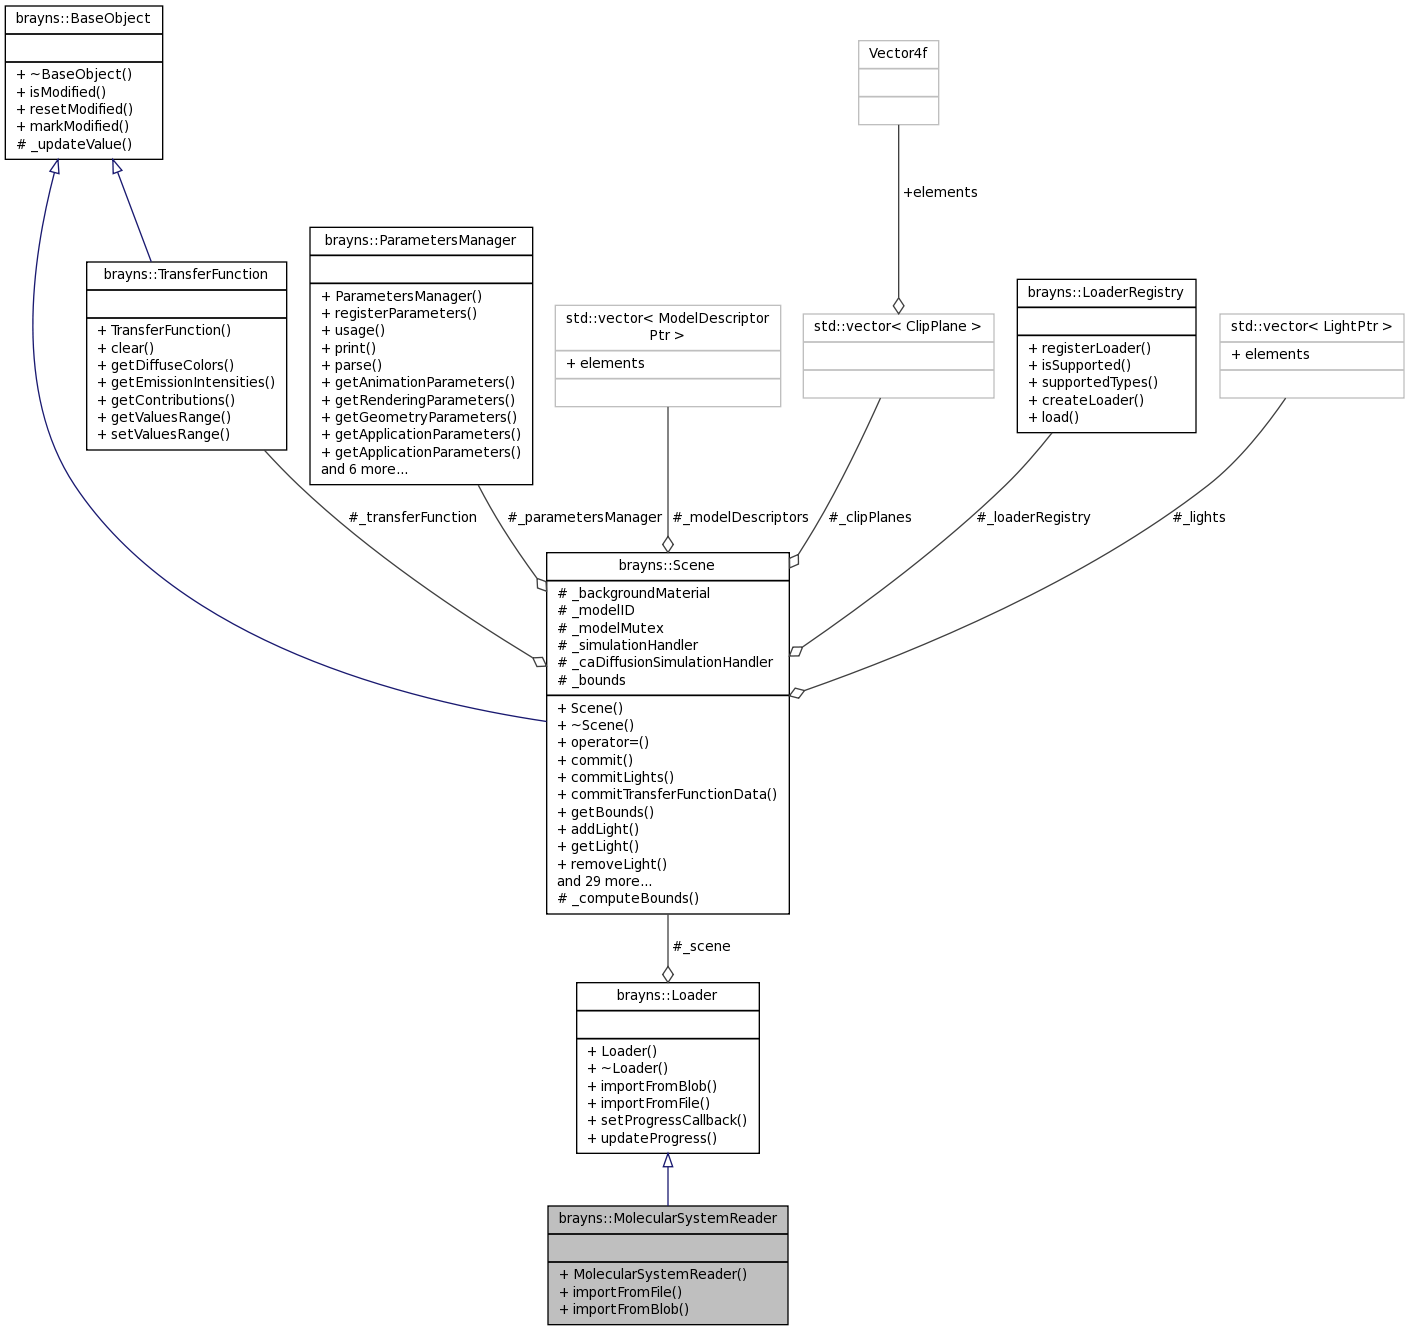 brayns::BaseObject
+ ~BaseObject()
+ isModified()
+ resetModified()
+ markModified()
# _updateValue()
Vector4f
+elements
brayns::TransferFunction
+ TransferFunction()
+ clear()
+ getDiffuseColors()
+ getEmissionIntensities()
+ getContributions()
+ getValuesRange()
+ setValuesRange()
brayns::ParametersManager
+ ParametersManager()
+ registerParameters()
+ usage()
+ print()
+ parse()
+ getAnimationParameters()
+ getRenderingParameters()
+ getGeometryParameters()
+ getApplicationParameters()
+ getApplicationParameters()
and 6 more...
std::vector< ModelDescriptor
Ptr >
+ elements
std::vector< ClipPlane >
brayns::LoaderRegistry
+ registerLoader()
+ isSupported()
+ supportedTypes()
+ createLoader()
+ load()
std::vector< LightPtr >
+ elements
#_transferFunction
#_parametersManager
#_modelDescriptors
#_clipPlanes
#_loaderRegistry
#_lights
brayns::Scene
# _backgroundMaterial
# _modelID
# _modelMutex
# _simulationHandler
# _caDiffusionSimulationHandler
# _bounds
+ Scene()
+ ~Scene()
+ operator=()
+ commit()
+ commitLights()
+ commitTransferFunctionData()
+ getBounds()
+ addLight()
+ getLight()
+ removeLight()
and 29 more...
# _computeBounds()
#_scene
brayns::Loader
+ Loader()
+ ~Loader()
+ importFromBlob()
+ importFromFile()
+ setProgressCallback()
+ updateProgress()
brayns::MolecularSystemReader
+ MolecularSystemReader()
+ importFromFile()
+ importFromBlob()